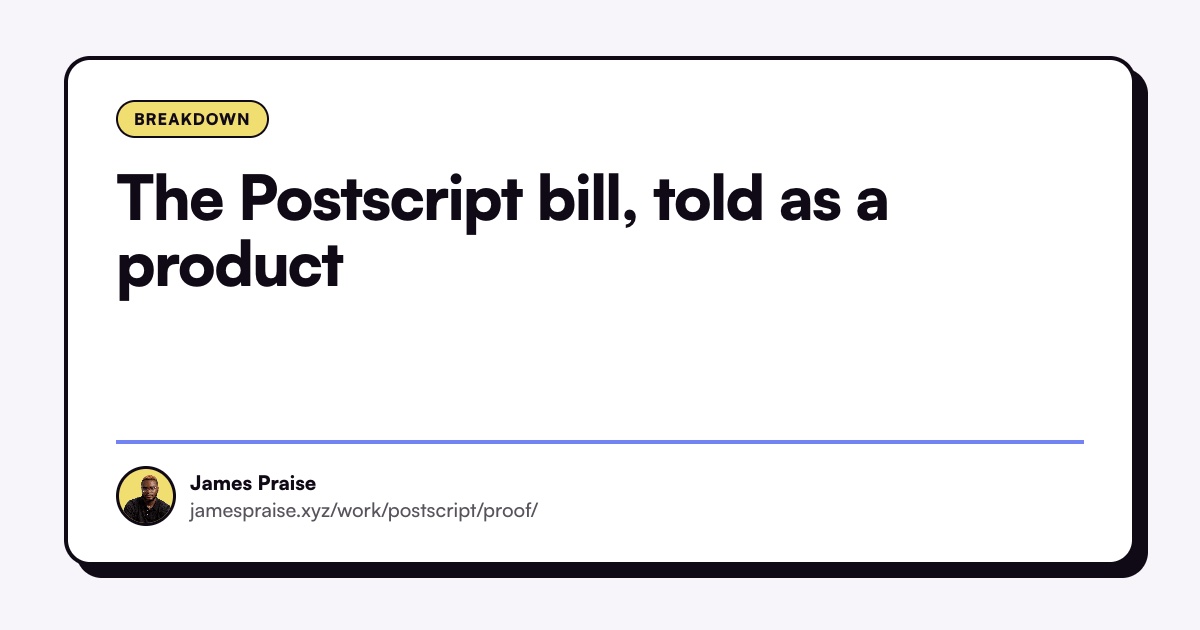 BREAKDOWN
The Postscript bill, told as a
product
James Praise
jamespraise.xyz/work/postscript/proof/